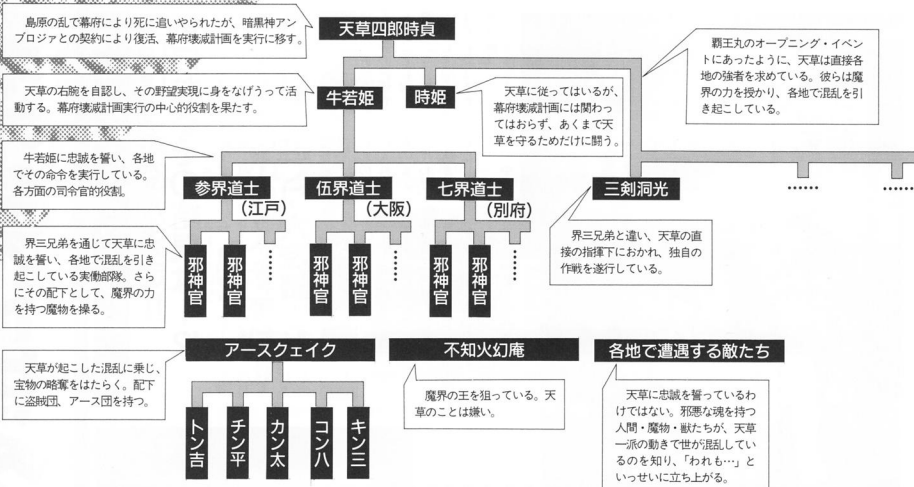 島原の乱で幕府により死に追いやられたが、暗黒神アン
ブロジァとの契約により復活、幕府壊滅計画を実行に移す。
天草四郎時貞
覇王丸のオープニング・イベン
トにあったように、天草は直接各
地の強者を求めている。彼らは魔
界の力を授かり、各地で混乱を引
き起こしている。
天草の右腕を自認し、その野望実現に身をなげうって活
動する。幕府壊滅計画実行の中心的役割を果たす。
牛若姫
時姫
天草に従ってはいるが、
幕府壊滅計画には関わっ
てはおらず、あくまで天
草を守るためだけに闘う。
牛若姫に忠誠を誓い、各地
でその命令を実行している。
各方面の司令官的役割。
参界道士
(江戸)
伍界道士
(大阪)
七界道士
(別府)
三剣洞光
……
……
界三兄弟と違い、天草の直
接の指揮下におかれ、独自の
作戦を遂行している。
界三兄弟を通じて天草に忠
誠を誓い、各地で混乱を引き
起こしている実働部隊。さら
にその配下として、魔界の力
を持つ魔物を操る。
邪神官
邪神官
……
邪神官
邪神官
……
邪神官
邪神官
……
アースクェイク
天草が起こした混乱に乗じ、
宝物の略奪をはたらく。配下
に盗賊団、アース団を持つ。
トン吉
チン平
カン太
コン八
キン三
不知火幻庵
魔界の王を狙っている。天
草のことは嫌い。
各地で遭遇する敵たち
天草に忠誠を誓っているわ
けではない。邪悪な魂を持つ
人間・魔物・獣たちが、天草
一派の動きで世が混乱してい
るのを知り、「われも…」と
いっせいに立ち上がる。